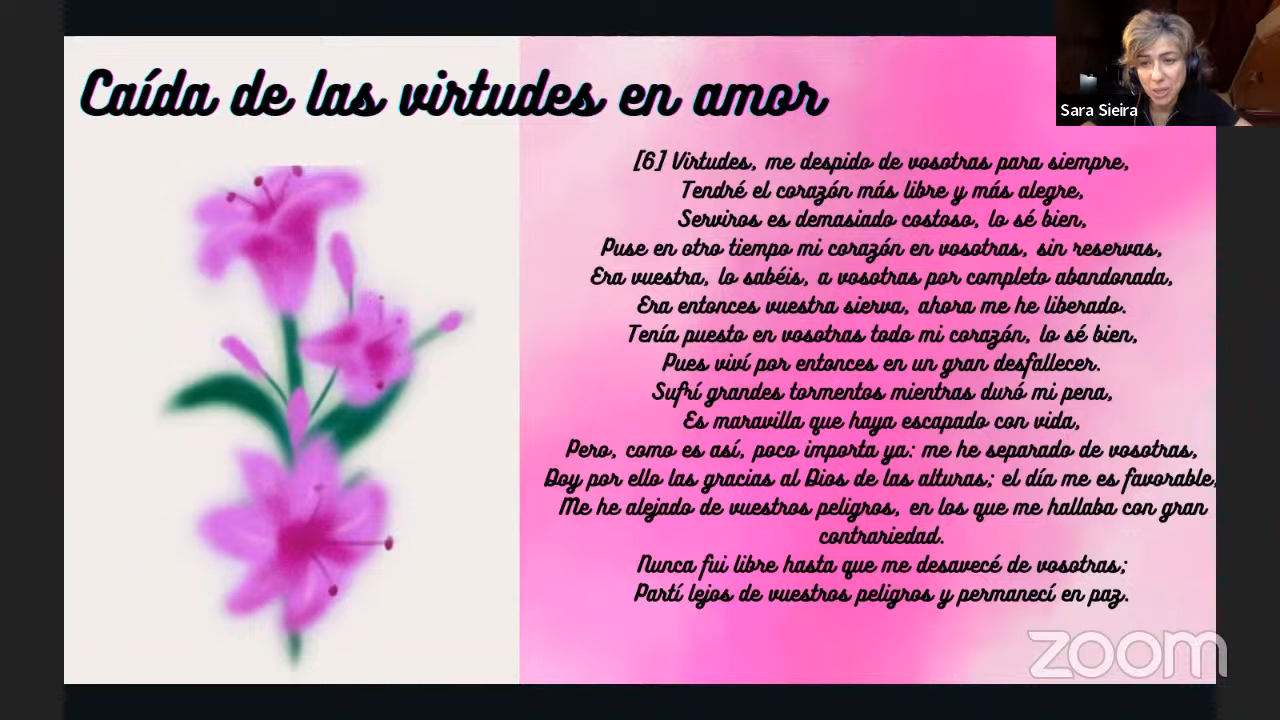 Caída de las virtudes en amor
Sara Sieira
[6] Virtudes, me despido de vosotras para siempre,
Tendré el corazón más libre y más alegre,
Serviros es demasiado costoso, lo sé bien,
Puse en otro tiempo mi corazón en vosotras, sin reservas,
Era vuestra, lo sabéis, a vosotras por completo abandonada,
Era entonces vuestra sierva, ahora me he liberado.
Tenía puesto en vosotras todo mi corazón, lo sé bien,
Pues viví por entonces en un gran desfallecer.
Sufrí grandes tormentos mientras duró mi pena,
Es maravilla que haya escapado con vida,
Pero, como es así, poco importa ya: me he separado de vosotras,
Doy por ello las gracias al Dios de las alturas; el día me es favorable,
Me he alejado de vuestros peligros, en los que me hallaba con gran
contrariedad.
Nunca fui libre hasta que me desavecé de vosotras;
Partí lejos de vuestros peligros y permanecí en paz.
zoom